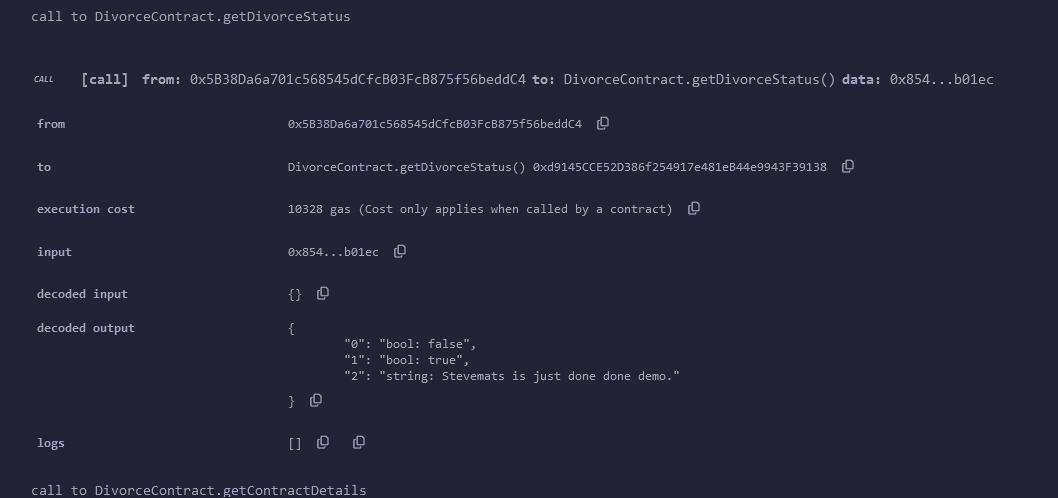 call to DivorceContract.getDivorceStatus
CALL [call] from: 0x5B38Da6a701c568545dCfcB03FcB875f56beddC4 to: DivorceContract.getDivorceStatus() data: 0x854...b01ec
from 0x5B38Da6a701c568545dCfcB03FcB875f56beddC4
to DivorceContract.getDivorceStatus() 0xd9145CCE52D386f254917e481eB44e9943F39138
execution cost 10328 gas (Cost only applies when called by a contract)
input 0x854...b01ec
decoded input {}
decoded output {
"0": "bool: false",
"1": "bool: true",
"2": "string: Stevemats is just done done demo."
}
logs []
call to DivorceContract.getContractDetails